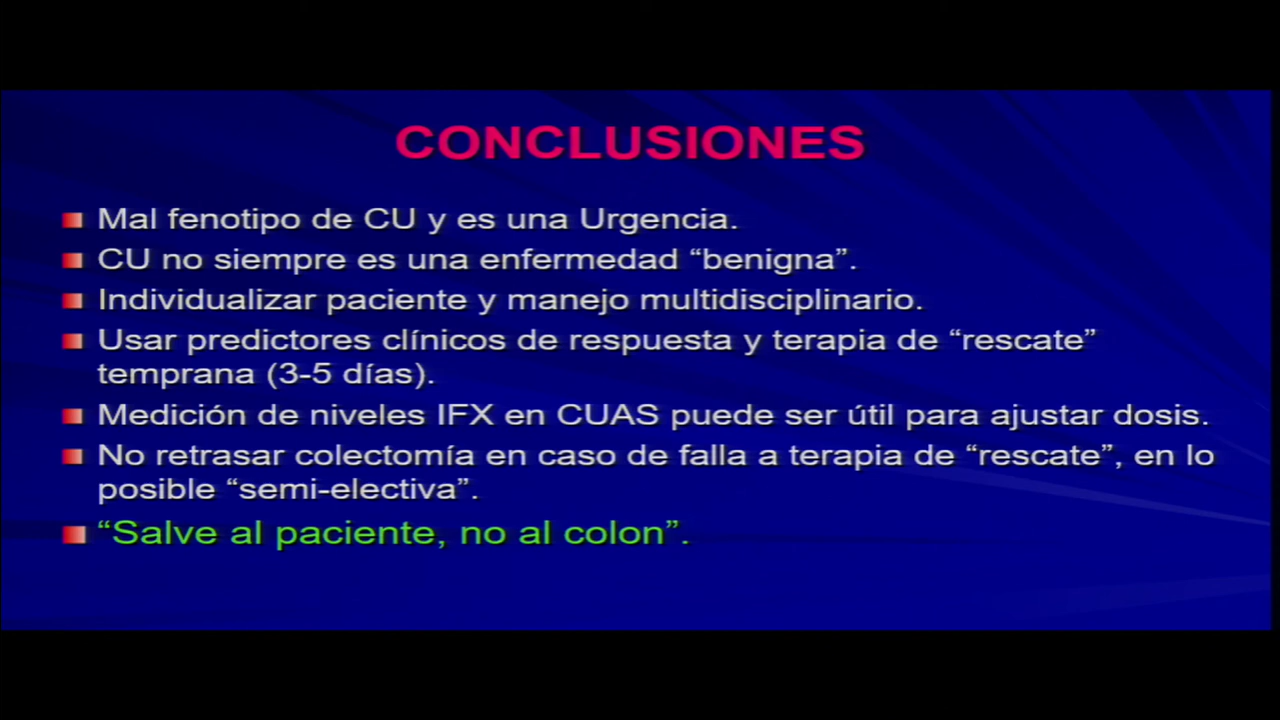 CONCLUSIONES
Mal fenotipo de CU y es una Urgencia.
CU no siempre es una enfermedad “benigna”.
Individualizar paciente y manejo multidisciplinario.
Usar predictores clínicos de respuesta y terapia de “rescate”
temprana (3-5 días).
Medición de niveles IFX en CUAS puede ser útil para ajustar dosis.
No retrasar colectomía en caso de falla a terapia de “rescate”, en lo
posible “semi-electiva”.
“Salve al paciente, no al colon”.